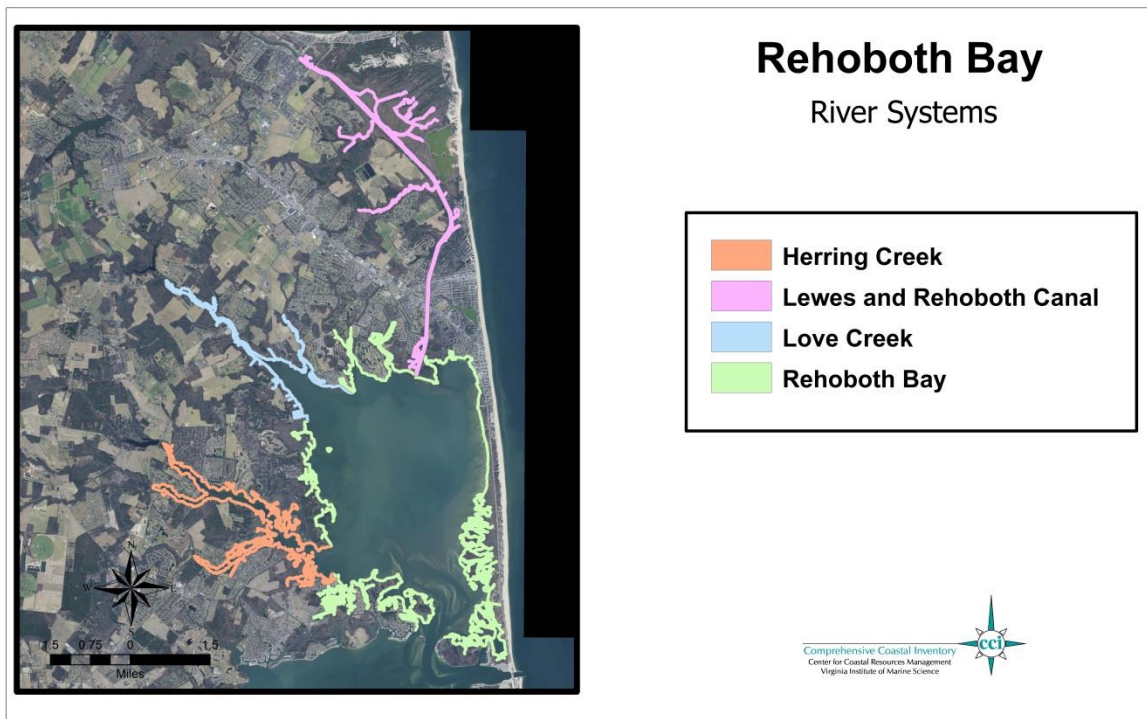 Rehoboth Bay
River Systems
Herring Creek
Lewes and Rehoboth Canal
Love Creek
Rehoboth Bay
N
W E
S
1.5 0.75 0 1.5
Miles
cci
Comprehensive Coastal Inventory
Center for Coastal Resources Management
Virginia Institute of Marine Science